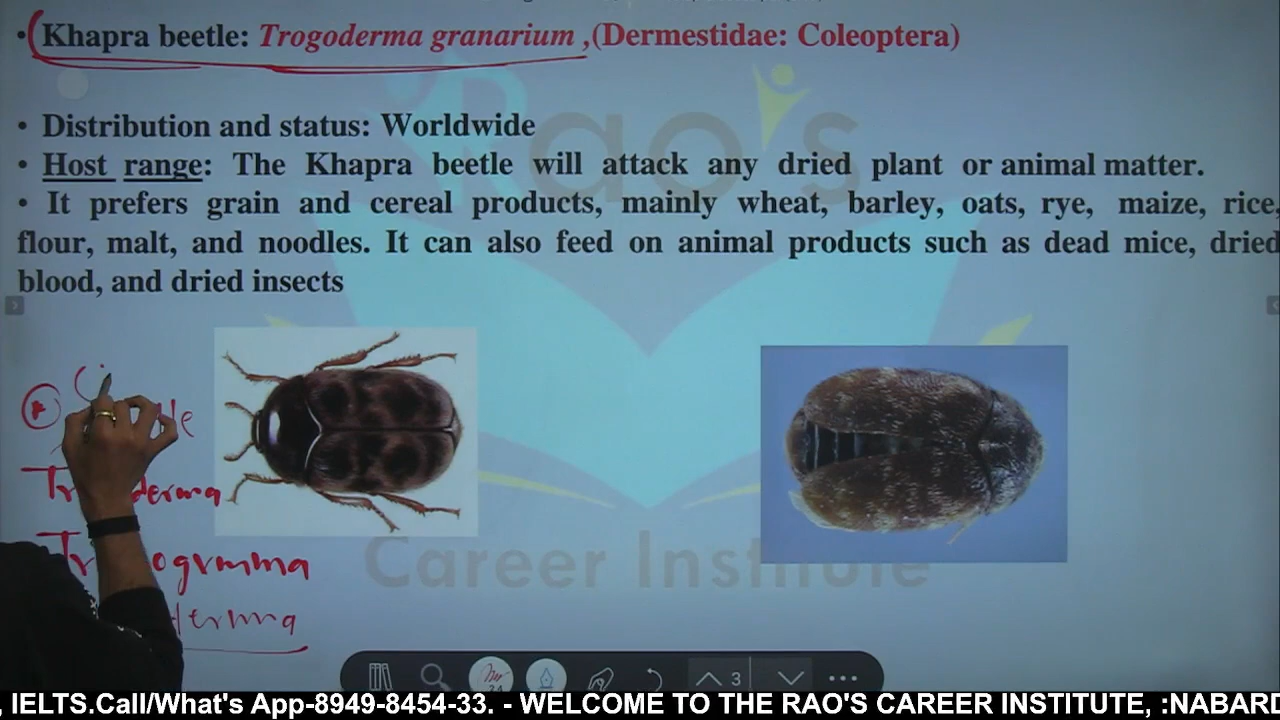 • Khapra beetle: Trogoderma granarium ,(Dermestidae: Coleoptera)
• Distribution and status: Worldwide
• Host range: The Khapra beetle will attack any dried plant or animal matter.
• It prefers grain and cereal products, mainly wheat, barley, oats, rye, maize, rice,
flour, malt, and noodles. It can also feed on animal products such as dead mice, dried
blood, and dried insects
Rao's
Career Institute
3
24
, IELTS.Call/What's App-8949-8454-33. - WELCOME TO THE RAO'S CAREER INSTITUTE, :NABARD